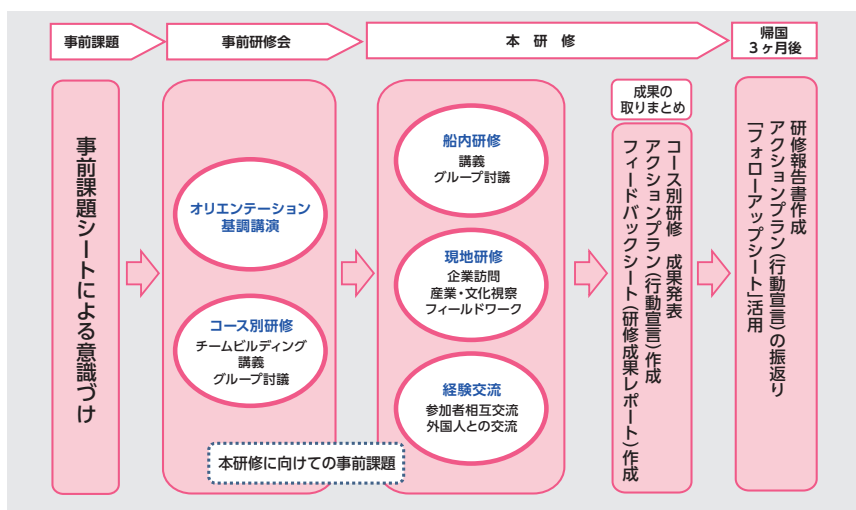 事前課題
事前研修会
本研修
帰国
3ヶ月後
事前課題シートによる意識づけ
オリエンテーション
基調講演
コース別研修
チームビルディング
講義
グループ討議
本研修に向けての事前課題
船内研修
講義
グループ討議
現地研修
企業訪問
産業・文化視察
フィールドワーク
経験交流
参加者相互交流
外国人との交流
成果の
取りまとめ
コース別研修 成果発表
アクションプラン(行動宣言)作成
フィードバックシート(研修成果レポート)作成
研修報告書作成
アクションプラン(行動宣言)の振返り
「フォローアップシート」活用